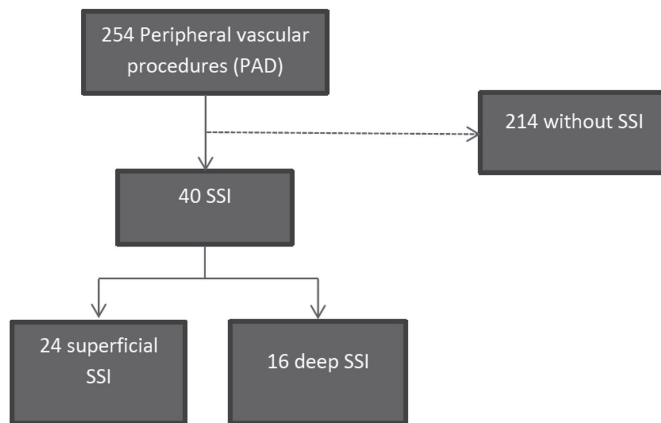 254 Peripheral vascular
procedures (PAD)
214 without SSI
40 SSI
24 superficial
SSI
16 deep SSI